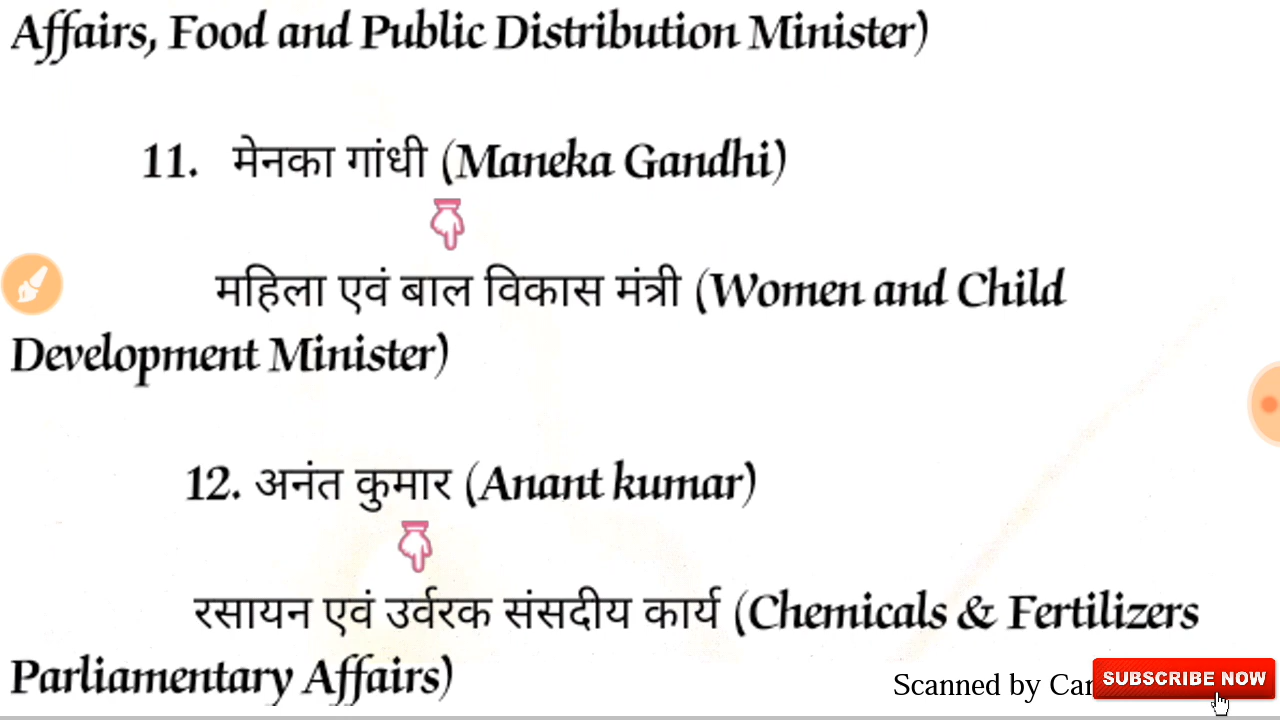 Affairs, Food and Public Distribution Minister)
11. मेनका गांधी (Maneka Gandhi)
महिला एवं बाल विकास मंत्री (Women and Child
Development Minister)
12. अनंत कुमार (Anant kumar)
रसायन एवं उर्वरक संसदीय कार्य (Chemicals & Fertilizers
Parliamentary Affairs)
Scanned by
SUBSCRIBE NOW